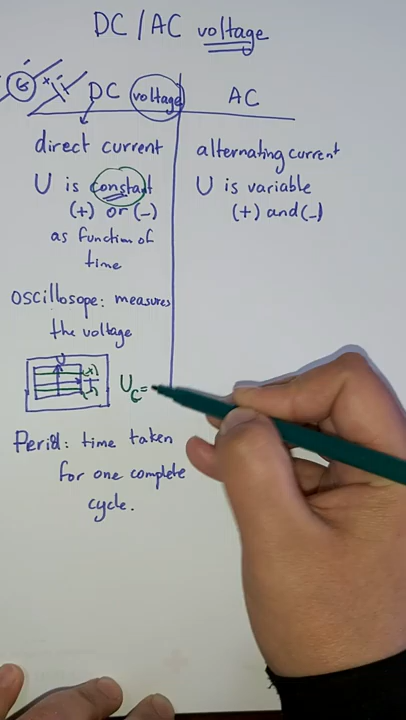 DC / AC voltage
G
DC voltage
AC
direct current
U is constant
(+) or (-)
as function of
time
Oscillosope: measures
the voltage
U
(+)
(-)
U_C =
Perid: time taken
for one complete
cycle.
alternating current
U is variable
(+) and (-)